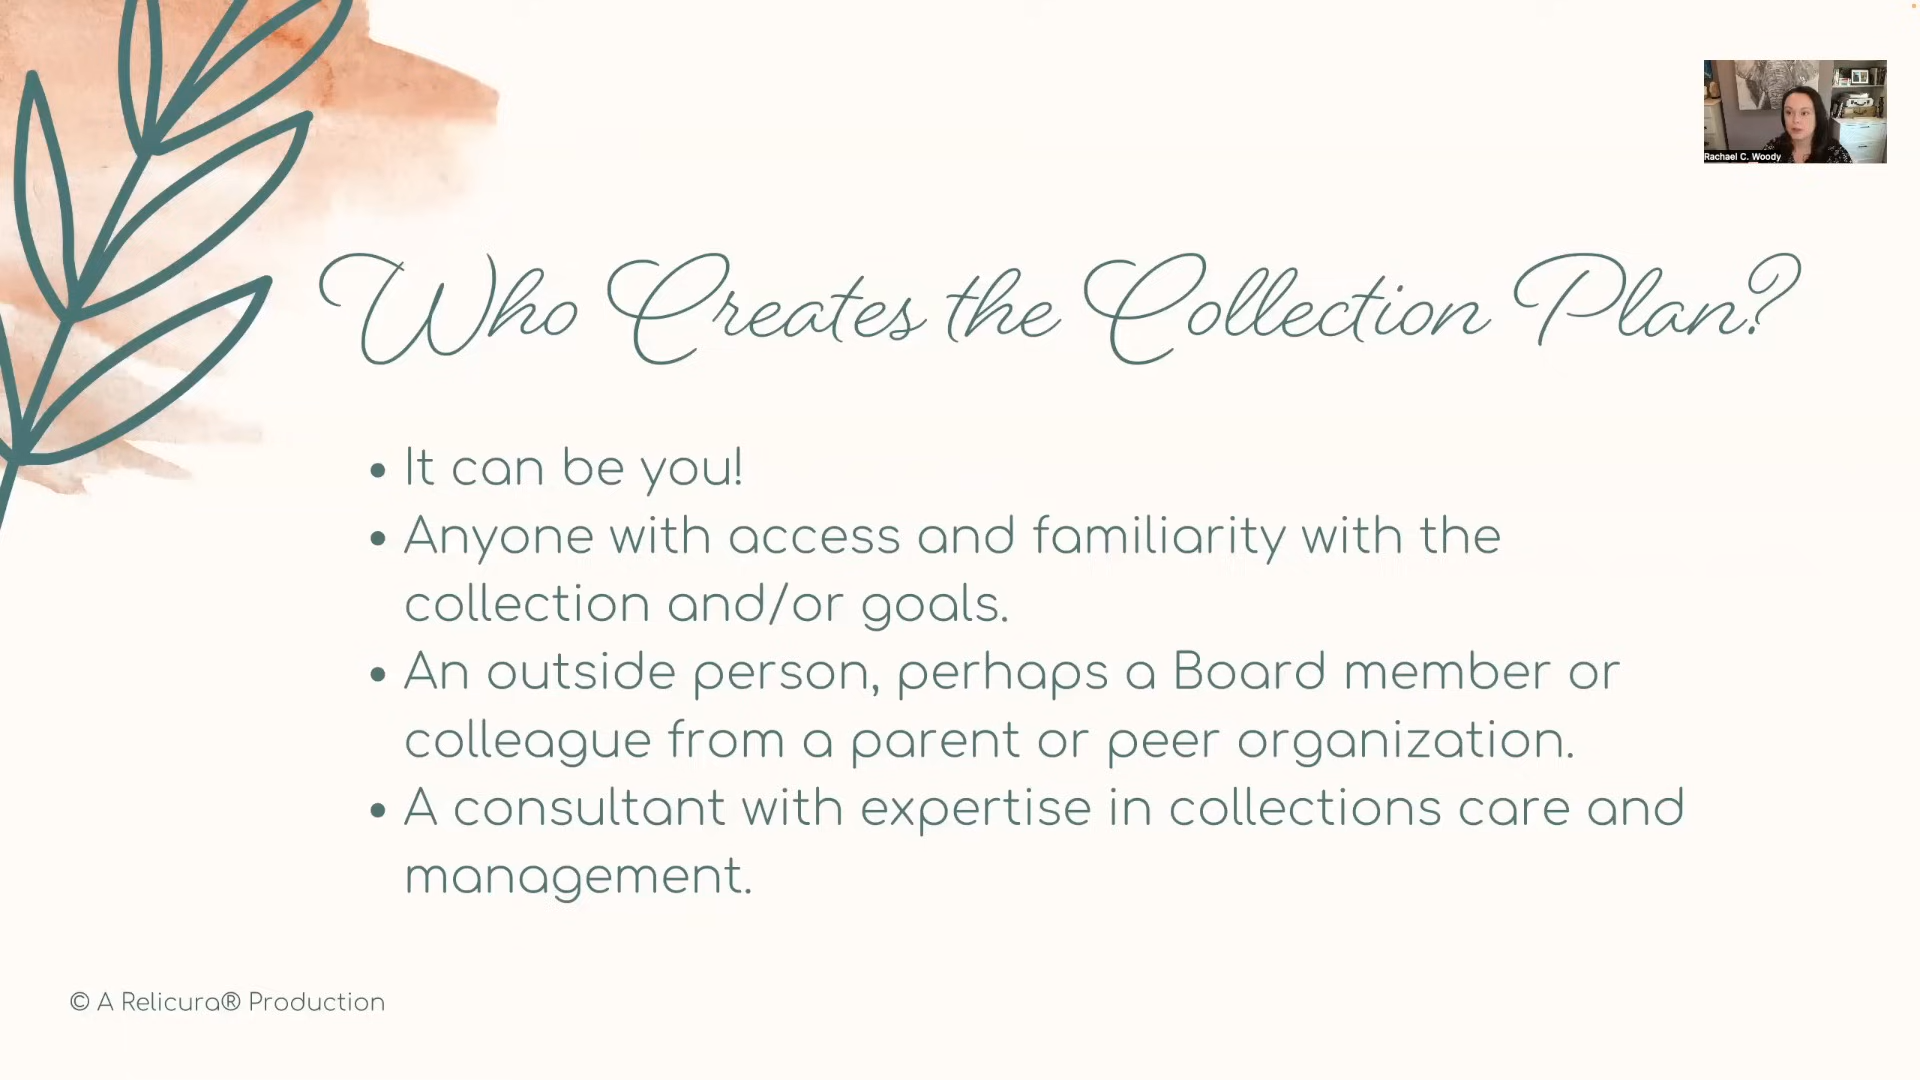 Rachael C. Woody
Who Creates the Collection Plan?
• It can be you!
• Anyone with access and familiarity with the
collection and/or goals.
• An outside person, perhaps a Board member or
colleague from a parent or peer organization.
• A consultant with expertise in collections care and
management.
© A Relicura® Production